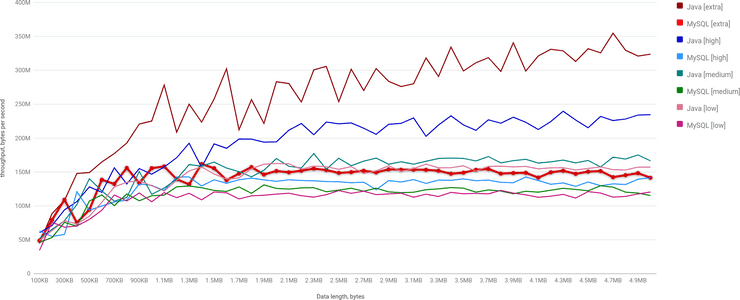 400M
350M
300M
250M
200M
150M
100M
50M
0
throughput, bytes per second
100KB 300KB 500KB 700KB 900KB 1.1MB 1.3MB 1.5MB 1.7MB 1.9MB 2.1MB 2.3MB 2.5MB 2.7MB 2.9MB 3.1MB 3.3MB 3.5MB 3.7MB 3.9MB 4.1MB 4.3MB 4.5MB 4.7MB 4.9MB
Data length, bytes
Java [extra]
MySQL [extra]
Java [high]
MySQL [high]
Java [medium]
MySQL [medium]
Java [low]
MySQL [low]